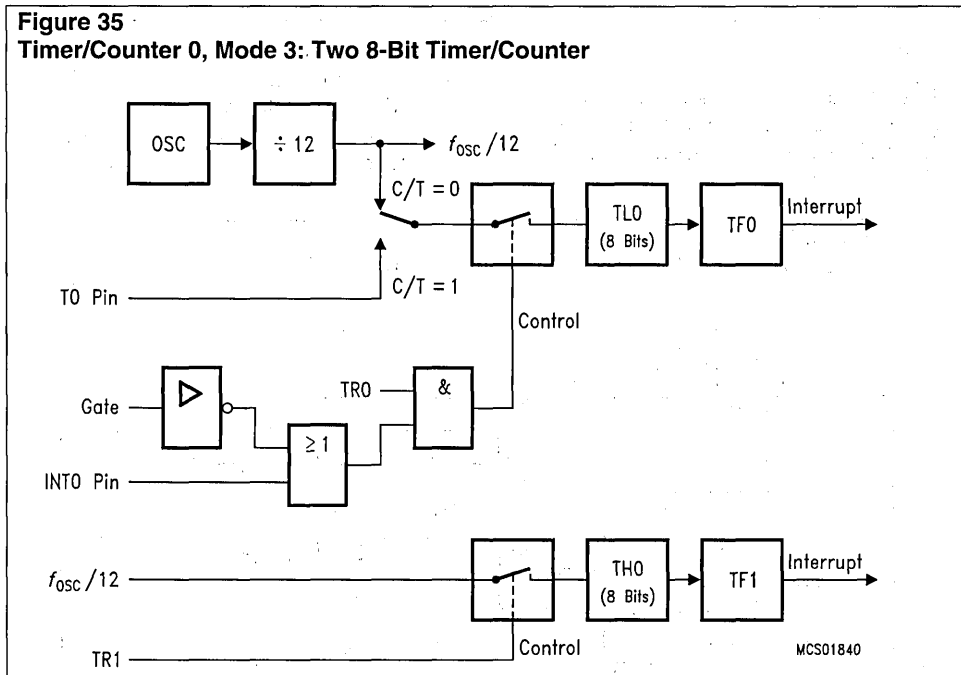 Figure 35
Timer/Counter 0, Mode 3: Two 8-Bit Timer/Counter
OSC
÷ 12
fOSC/12
C/T = 0
TL0
(8 Bits)
TF0
Interrupt
C/T = 1
T0 Pin
Control
TR0
&
Gate
≥ 1
INT0 Pin
fOSC/12
TH0
(8 Bits)
TF1
Interrupt
TR1
Control
MCS01840